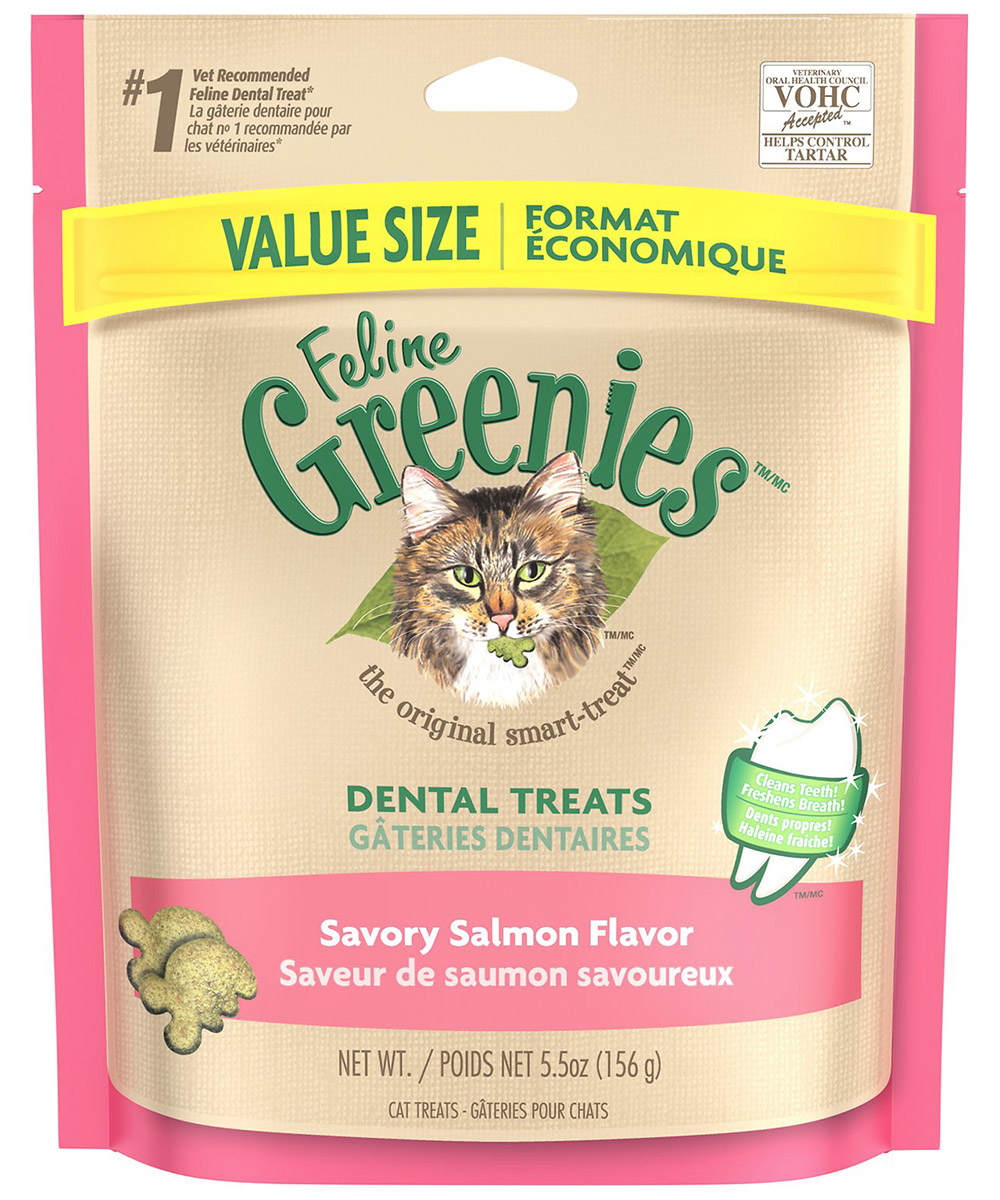 #1 Vet Recommended
Feline Dental Treat*
La gâterie dentaire pour
chat nº 1 recommandée par
les vétérinaires*
VETERINARY
ORAL HEALTH COUNCIL
VOHC
Accepted™
HELPS CONTROL
TARTAR
VALUE SIZE
FORMAT
ÉCONOMIQUE
Feline
Greenies TM/MC
TM/MC
the original smart-treat TM/MC
Cleans Teeth!
Freshens Breath!
Dents propres!
Haleine fraiche!
TM/MC
DENTAL TREATS
GÂTERIES DENTAIRES
Savory Salmon Flavor
Saveur de saumon savoureux
NET WT. / POIDS NET 5.5oz (156 g)
CAT TREATS - GÂTERIES POUR CHATS